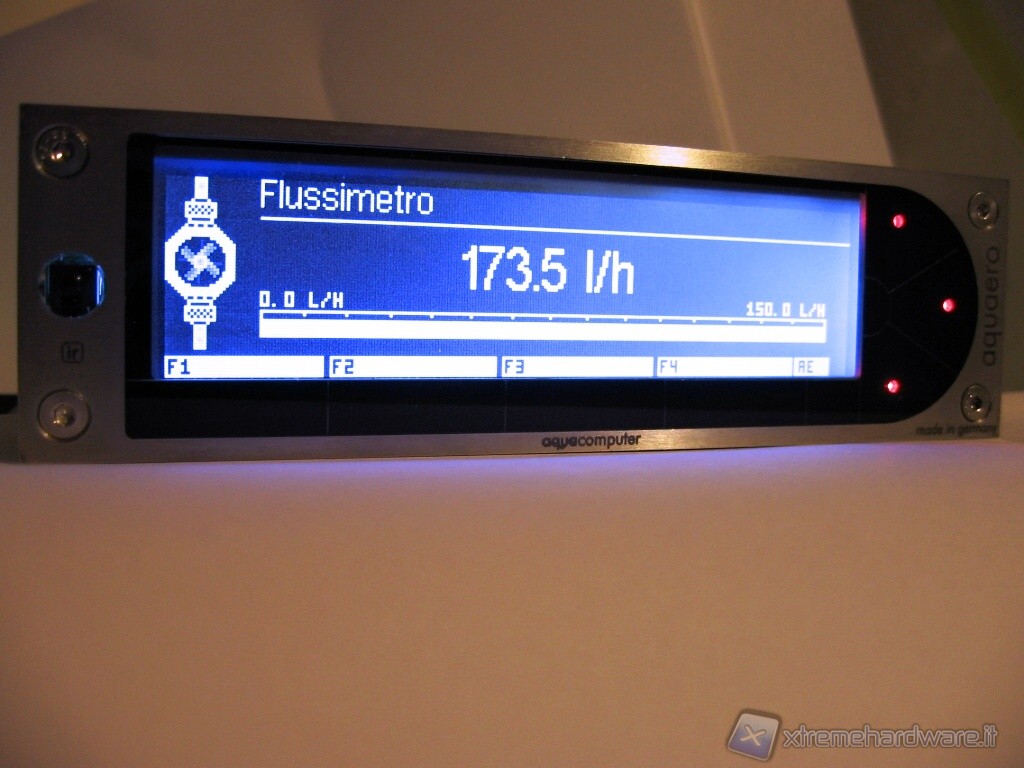 Flussimetro
173.5 l/h
0.0 L/H
150.0 L/H
F1
F2
F3
F4
AE
ir
aquaero
aquacomputer
made in germany
xtremehardware.it